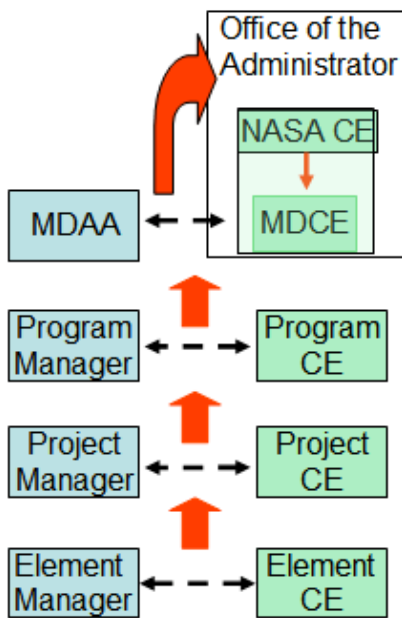 Office of the
Administrator
NASA CE
MDAA
MDCE
Program
Manager
Program
CE
Project
Manager
Project
CE
Element
Manager
Element
CE